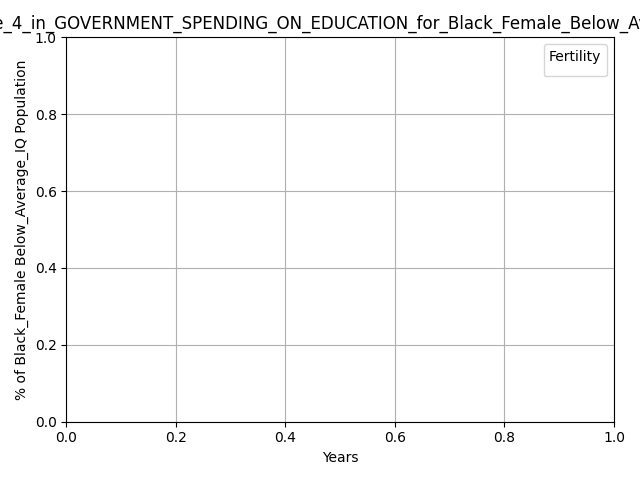 e_4_in_GOVERNMENT_SPENDING_ON_EDUCATION_for_Black_Female_Below_A
Fertility
% of Black_Female Below_Average_IQ Population
1.0
0.8
0.6
0.4
0.2
0.0
0.0 0.2 0.4 0.6 0.8 1.0
Years